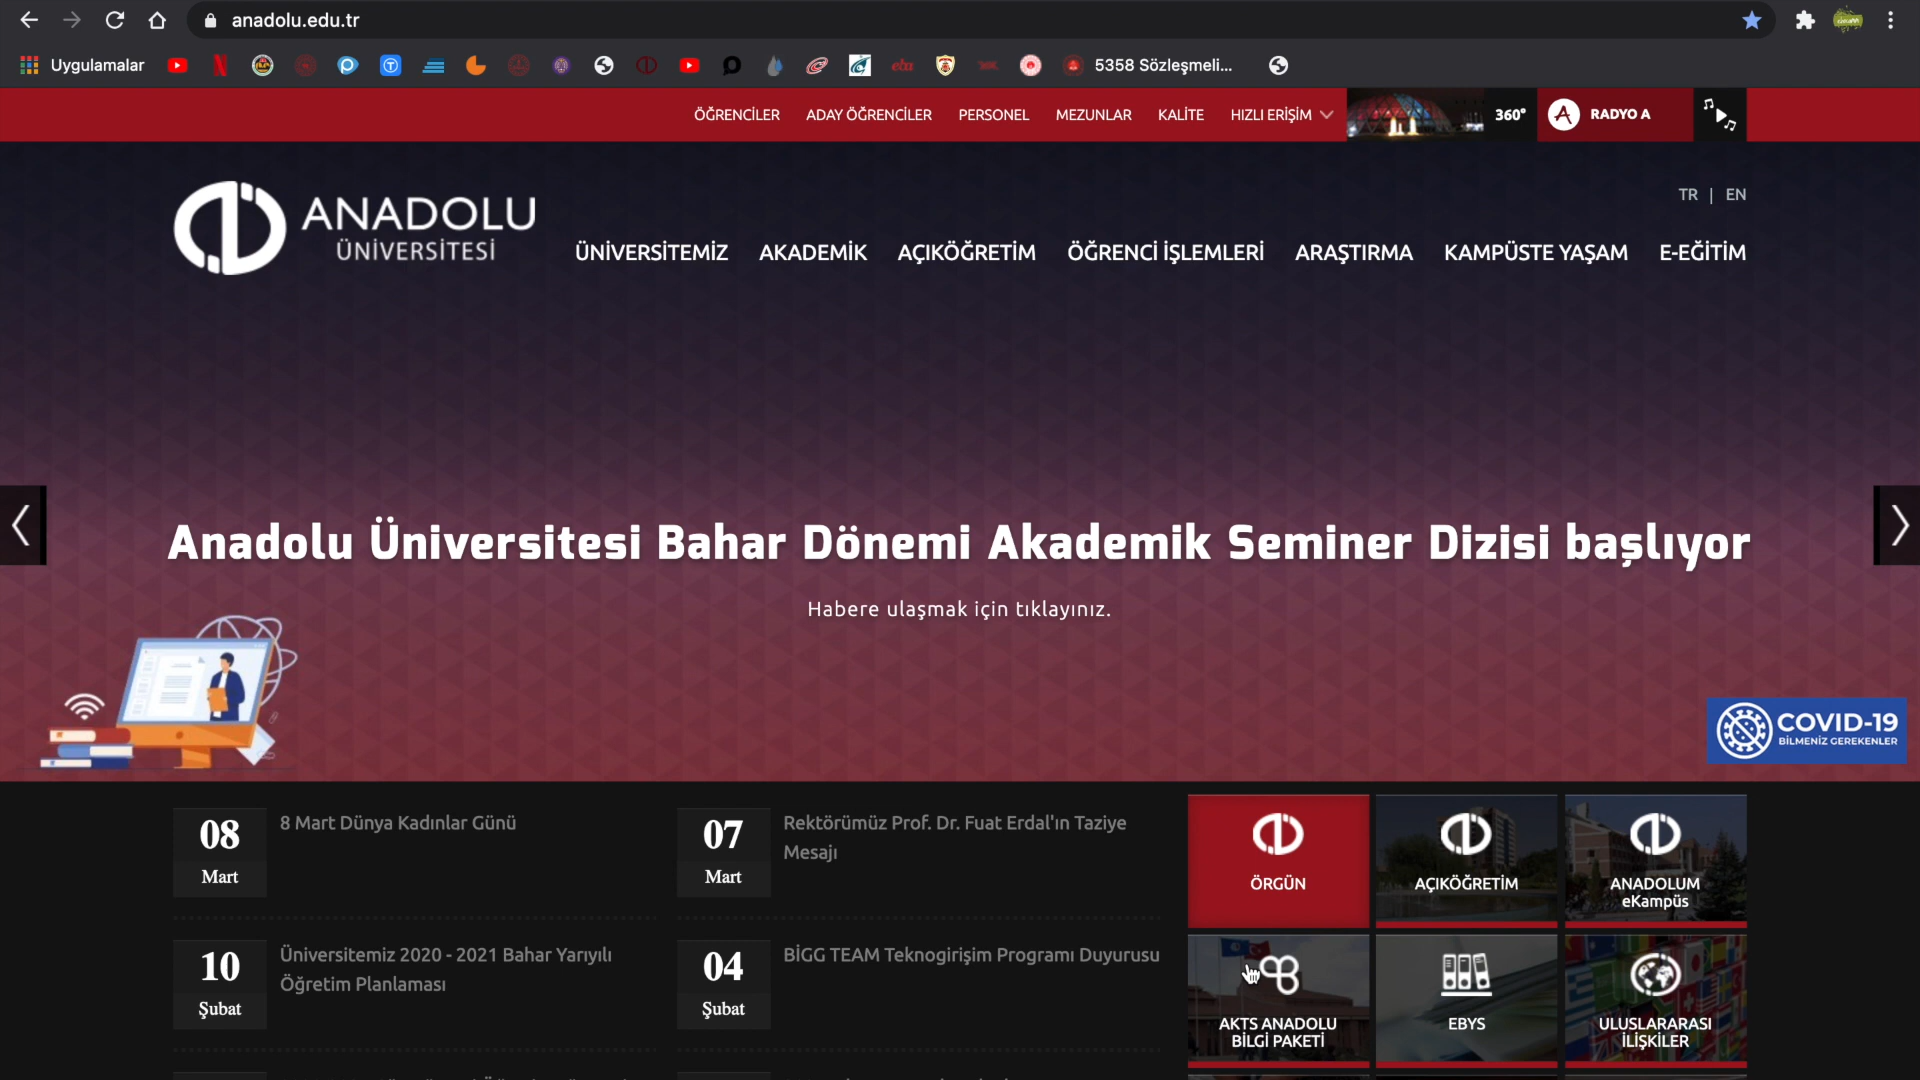 anadolu.edu.tr
Uygulamalar
5358 Sözleşmeli...
ÖĞRENCİLER ADAY ÖĞRENCİLER PERSONEL MEZUNLAR KALİTE HIZLI ERİŞİM 360° RADYO A
TR | EN
ANADOLU
ÜNİVERSİTESİ
ÜNİVERSİTEMİZ AKADEMİK AÇIKÖĞRETİM ÖĞRENCİ İŞLEMLERİ ARAŞTIRMA KAMPÜSTE YAŞAM E-EĞİTİM
Anadolu Üniversitesi Bahar Dönemi Akademik Seminer Dizisi başlıyor
Habere ulaşmak için tıklayınız.
COVID-19
BİLMENİZ GEREKENLER
08
Mart
8 Mart Dünya Kadınlar Günü
07
Mart
Rektörümüz Prof. Dr. Fuat Erdal'ın Taziye
Mesajı
10
Şubat
Üniversitemiz 2020 - 2021 Bahar Yarıyılı
Öğretim Planlaması
04
Şubat
BİGG TEAM Teknogirişim Programı Duyurusu
ÖRGÜN
AÇIKÖĞRETİM
ANADOLUM
eKampüs
AKTS ANADOLU
BİLGİ PAKETİ
EBYS
ULUSLARARASI
İLİŞKİLER